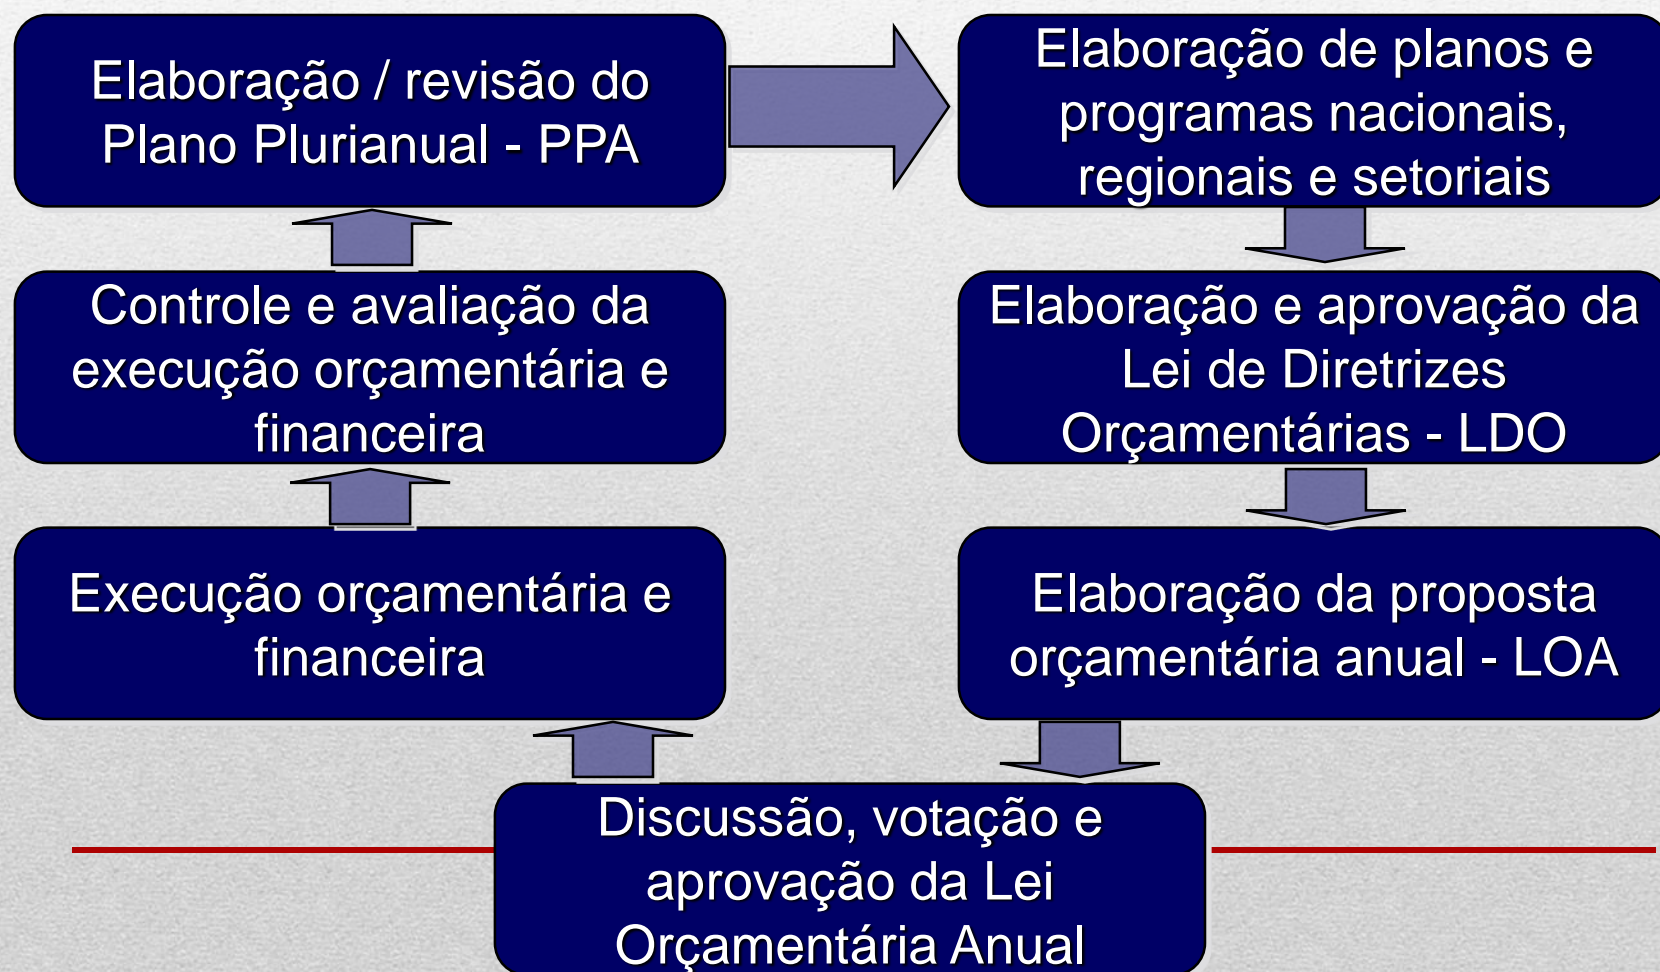 Elaboração / revisão do
Plano Plurianual - PPA
Elaboração de planos e
programas nacionais,
regionais e setoriais
Controle e avaliação da
execução orçamentária e
financeira
Elaboração e aprovação da
Lei de Diretrizes
Orçamentárias - LDO
Execução orçamentária e
financeira
Elaboração da proposta
orçamentária anual - LOA
Discussão, votação e
aprovação da Lei
Orçamentária Anual